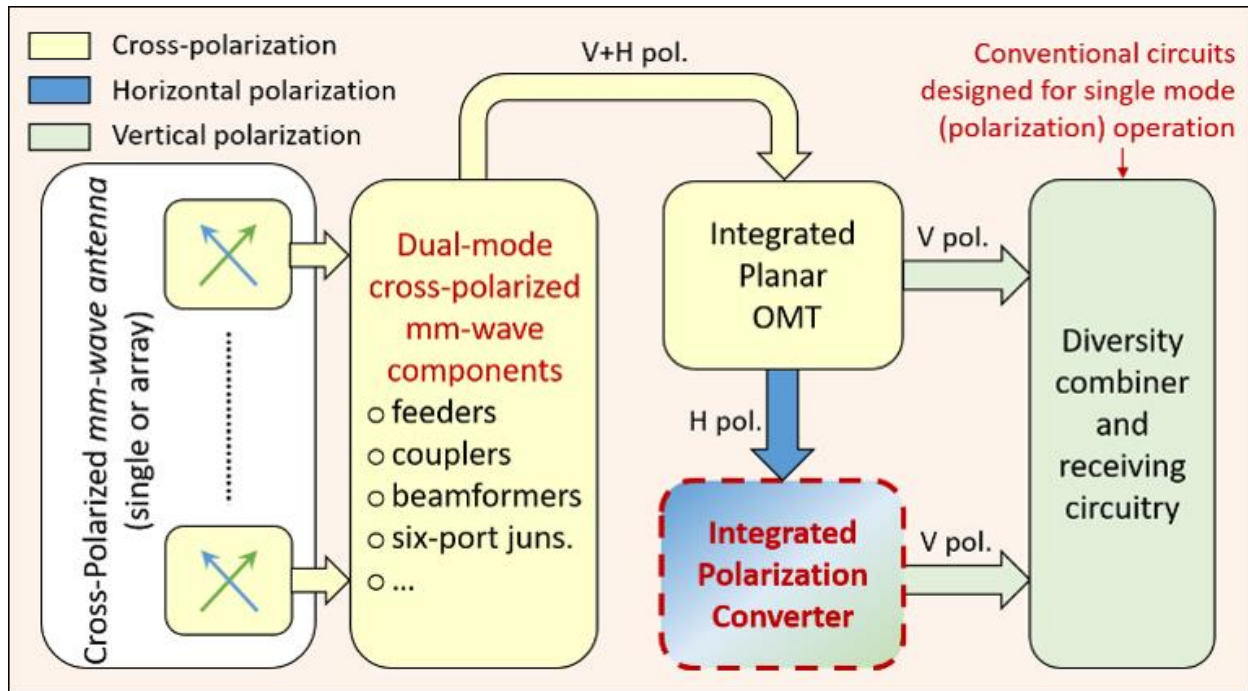 Cross-polarization
Horizontal polarization
Vertical polarization
V+H pol.
Conventional circuits
designed for single mode
(polarization) operation
Cross-Polarized mm-wave antenna
(single or array)
Dual-mode
cross-polarized
mm-wave
components
o feeders
o couplers
o beamformers
o six-port juns.
o ...
Integrated
Planar
OMT
V pol.
H pol.
Integrated
Polarization
Converter
V pol.
Diversity
combiner
and
receiving
circuitry